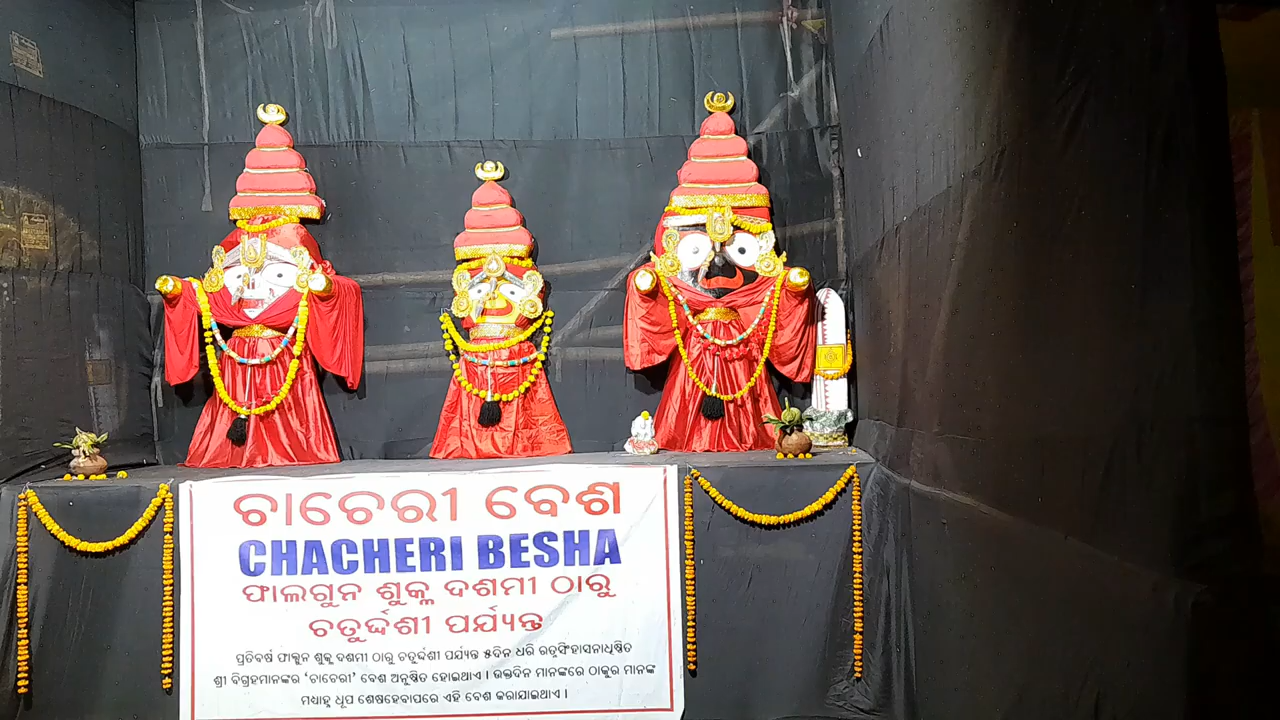 ଚାଚେରୀ ବେଶ
CHACHERI BESHA
ଫାଲଗୁନ ଶୁକ୍ଳ ଦଶମୀ ଠାରୁ
ଚତୁର୍ଦ୍ଦଶୀ ପର୍ଯ୍ୟନ୍ତ
ପ୍ରତିବର୍ଷ ଫାଲ୍ଗୁନ ଶୁକ୍ଳ ଦଶମୀ ଠାରୁ ଚତୁର୍ଦ୍ଦଶୀ ପର୍ଯ୍ୟନ୍ତ ୫ଦିନ ଧରି ରତ୍ନସିଂହାସନାଧିଷ୍ଠିତ
ଶ୍ରୀ ବିଗ୍ରହମାନଙ୍କର ‘ଚାଚେରୀ’ ବେଶ ଅନୁଷ୍ଠିତ ହୋଇଥାଏ । ଉକ୍ତଦିନ ମାନଙ୍କରେ ଠାକୁର ମାନଙ୍କ
ମଧ୍ୟାହ୍ନ ଧୂପ ଶେଷହେବାପରେ ଏହି ବେଶ କରାଯାଇଥାଏ ।